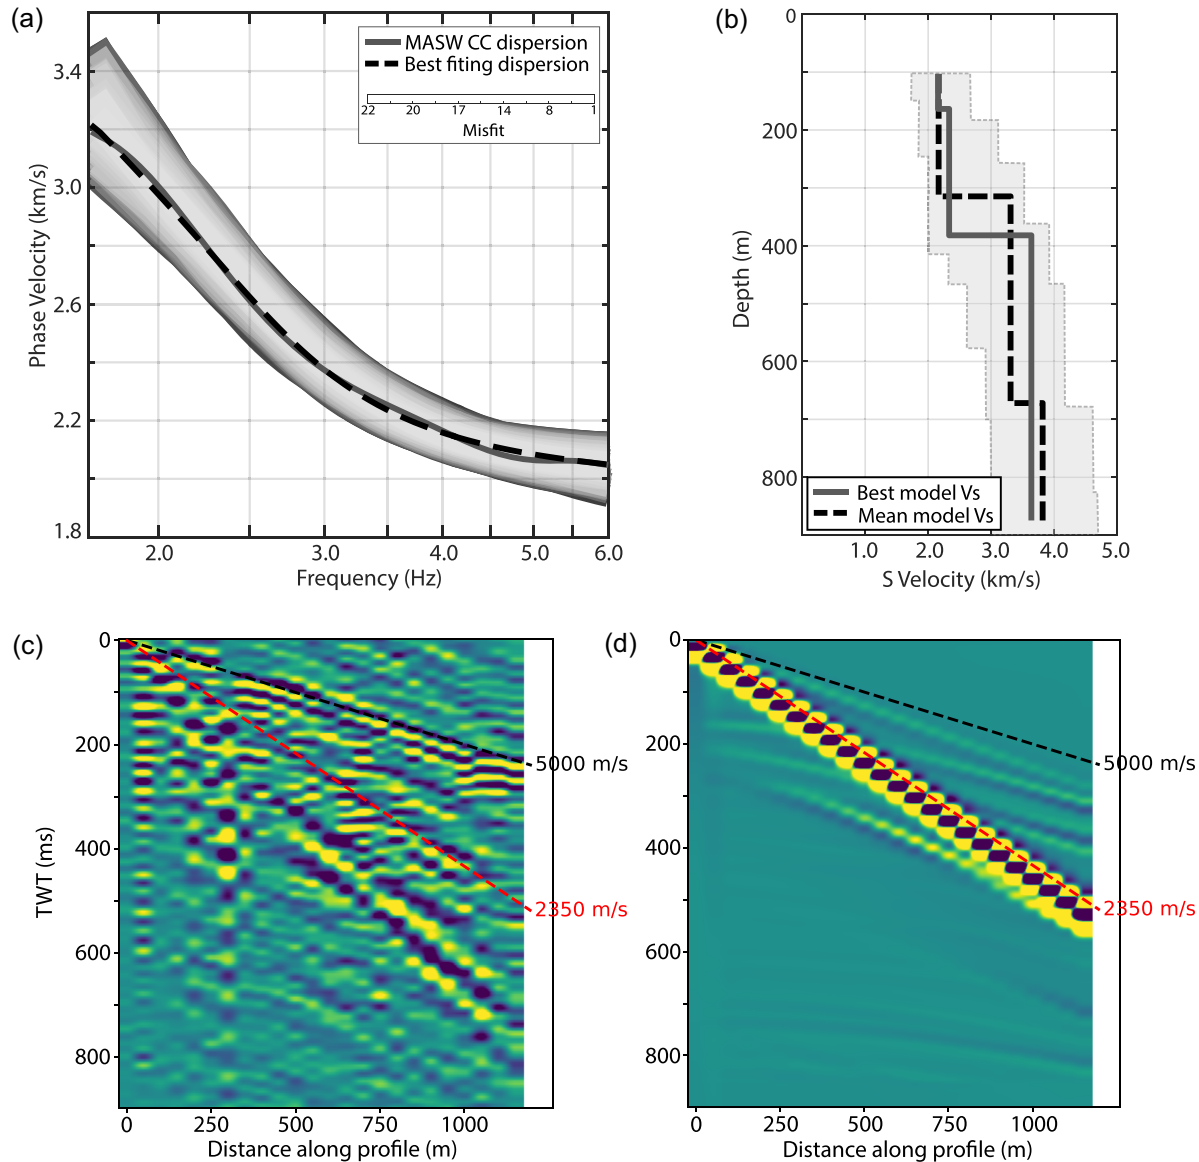 (a)
3.4
3.0
2.6
2.2
1.8
Phase Velocity (km/s)
MASW CC dispersion
Best fiting dispersion
22 20 17 14 8 1
Misfit
2.0 3.0 4.0 5.0 6.0
Frequency (Hz)
(b)
0
200
400
600
800
Depth (m)
Best model Vs
Mean model Vs
1.0 2.0 3.0 4.0 5.0
S Velocity (km/s)
(c)
0
200
400
600
800
TWT (ms)
5000 m/s
2350 m/s
0 250 500 750 1000
Distance along profile (m)
(d)
0
200
400
600
800
5000 m/s
2350 m/s
0 250 500 750 1000
Distance along profile (m)